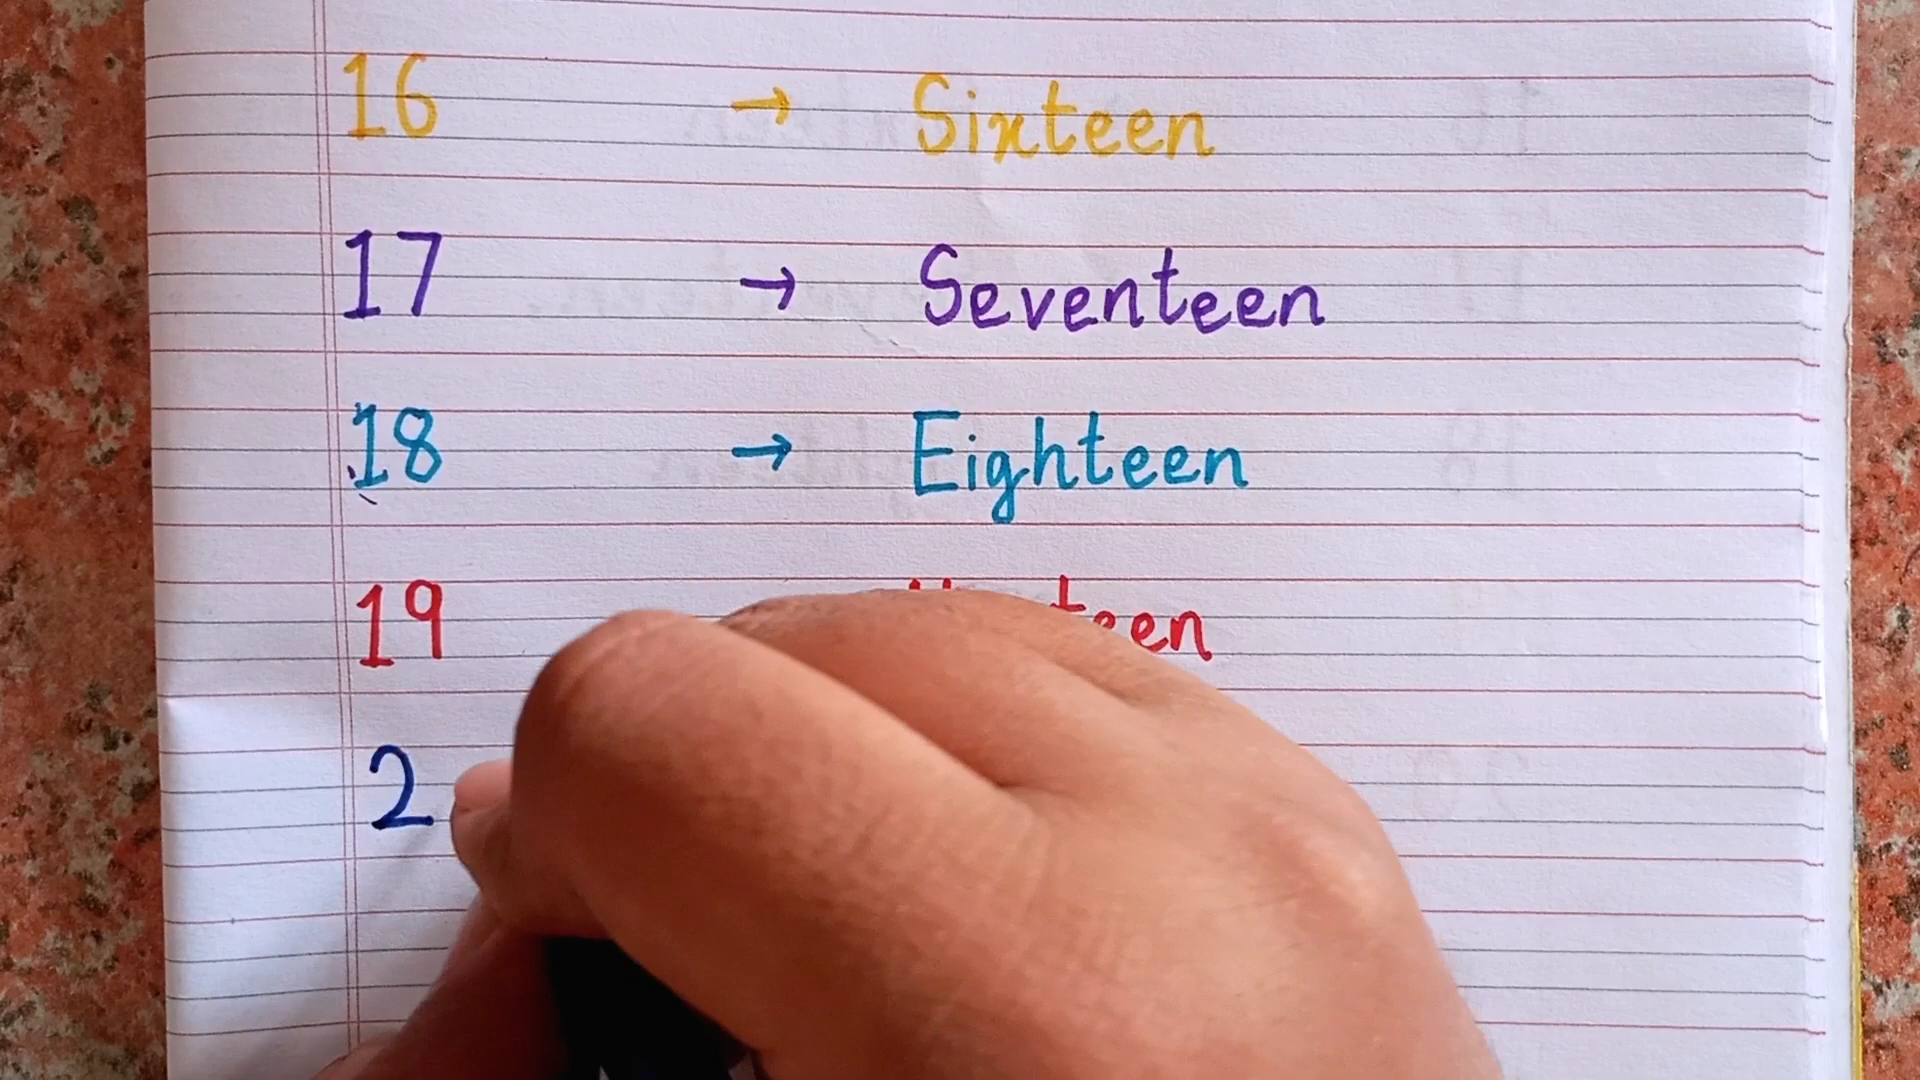 16 → Sixteen
17 → Seventeen
18 → Eighteen
19
2